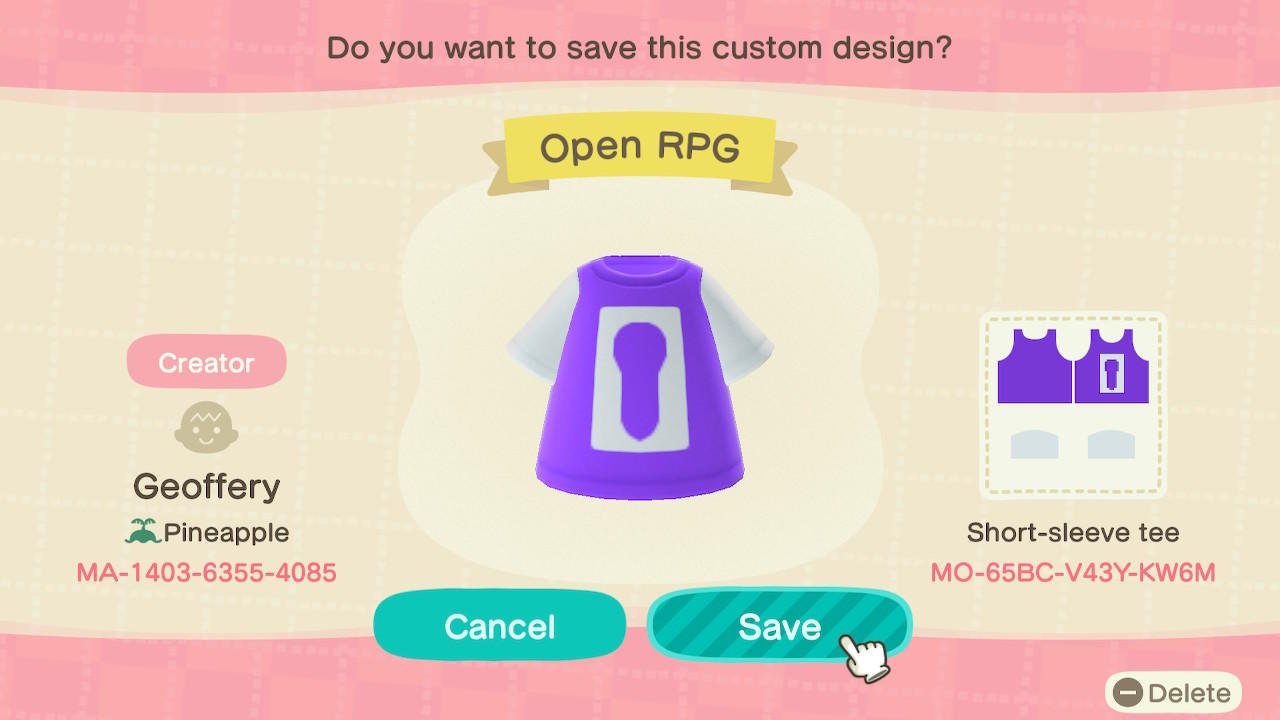 Do you want to save this custom design?
Open RPG
Creator
Geoffery
Pineapple
MA-1403-6355-4085
Short-sleeve tee
MO-65BC-V43Y-KW6M
Cancel
Save
Delete